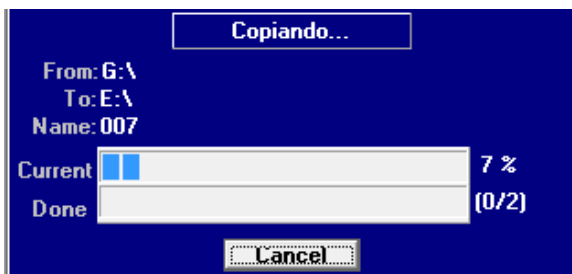 Copiando...
From: G:\
To: E:\
Name: 007
Current 7 %
Done (0/2)
Cancel